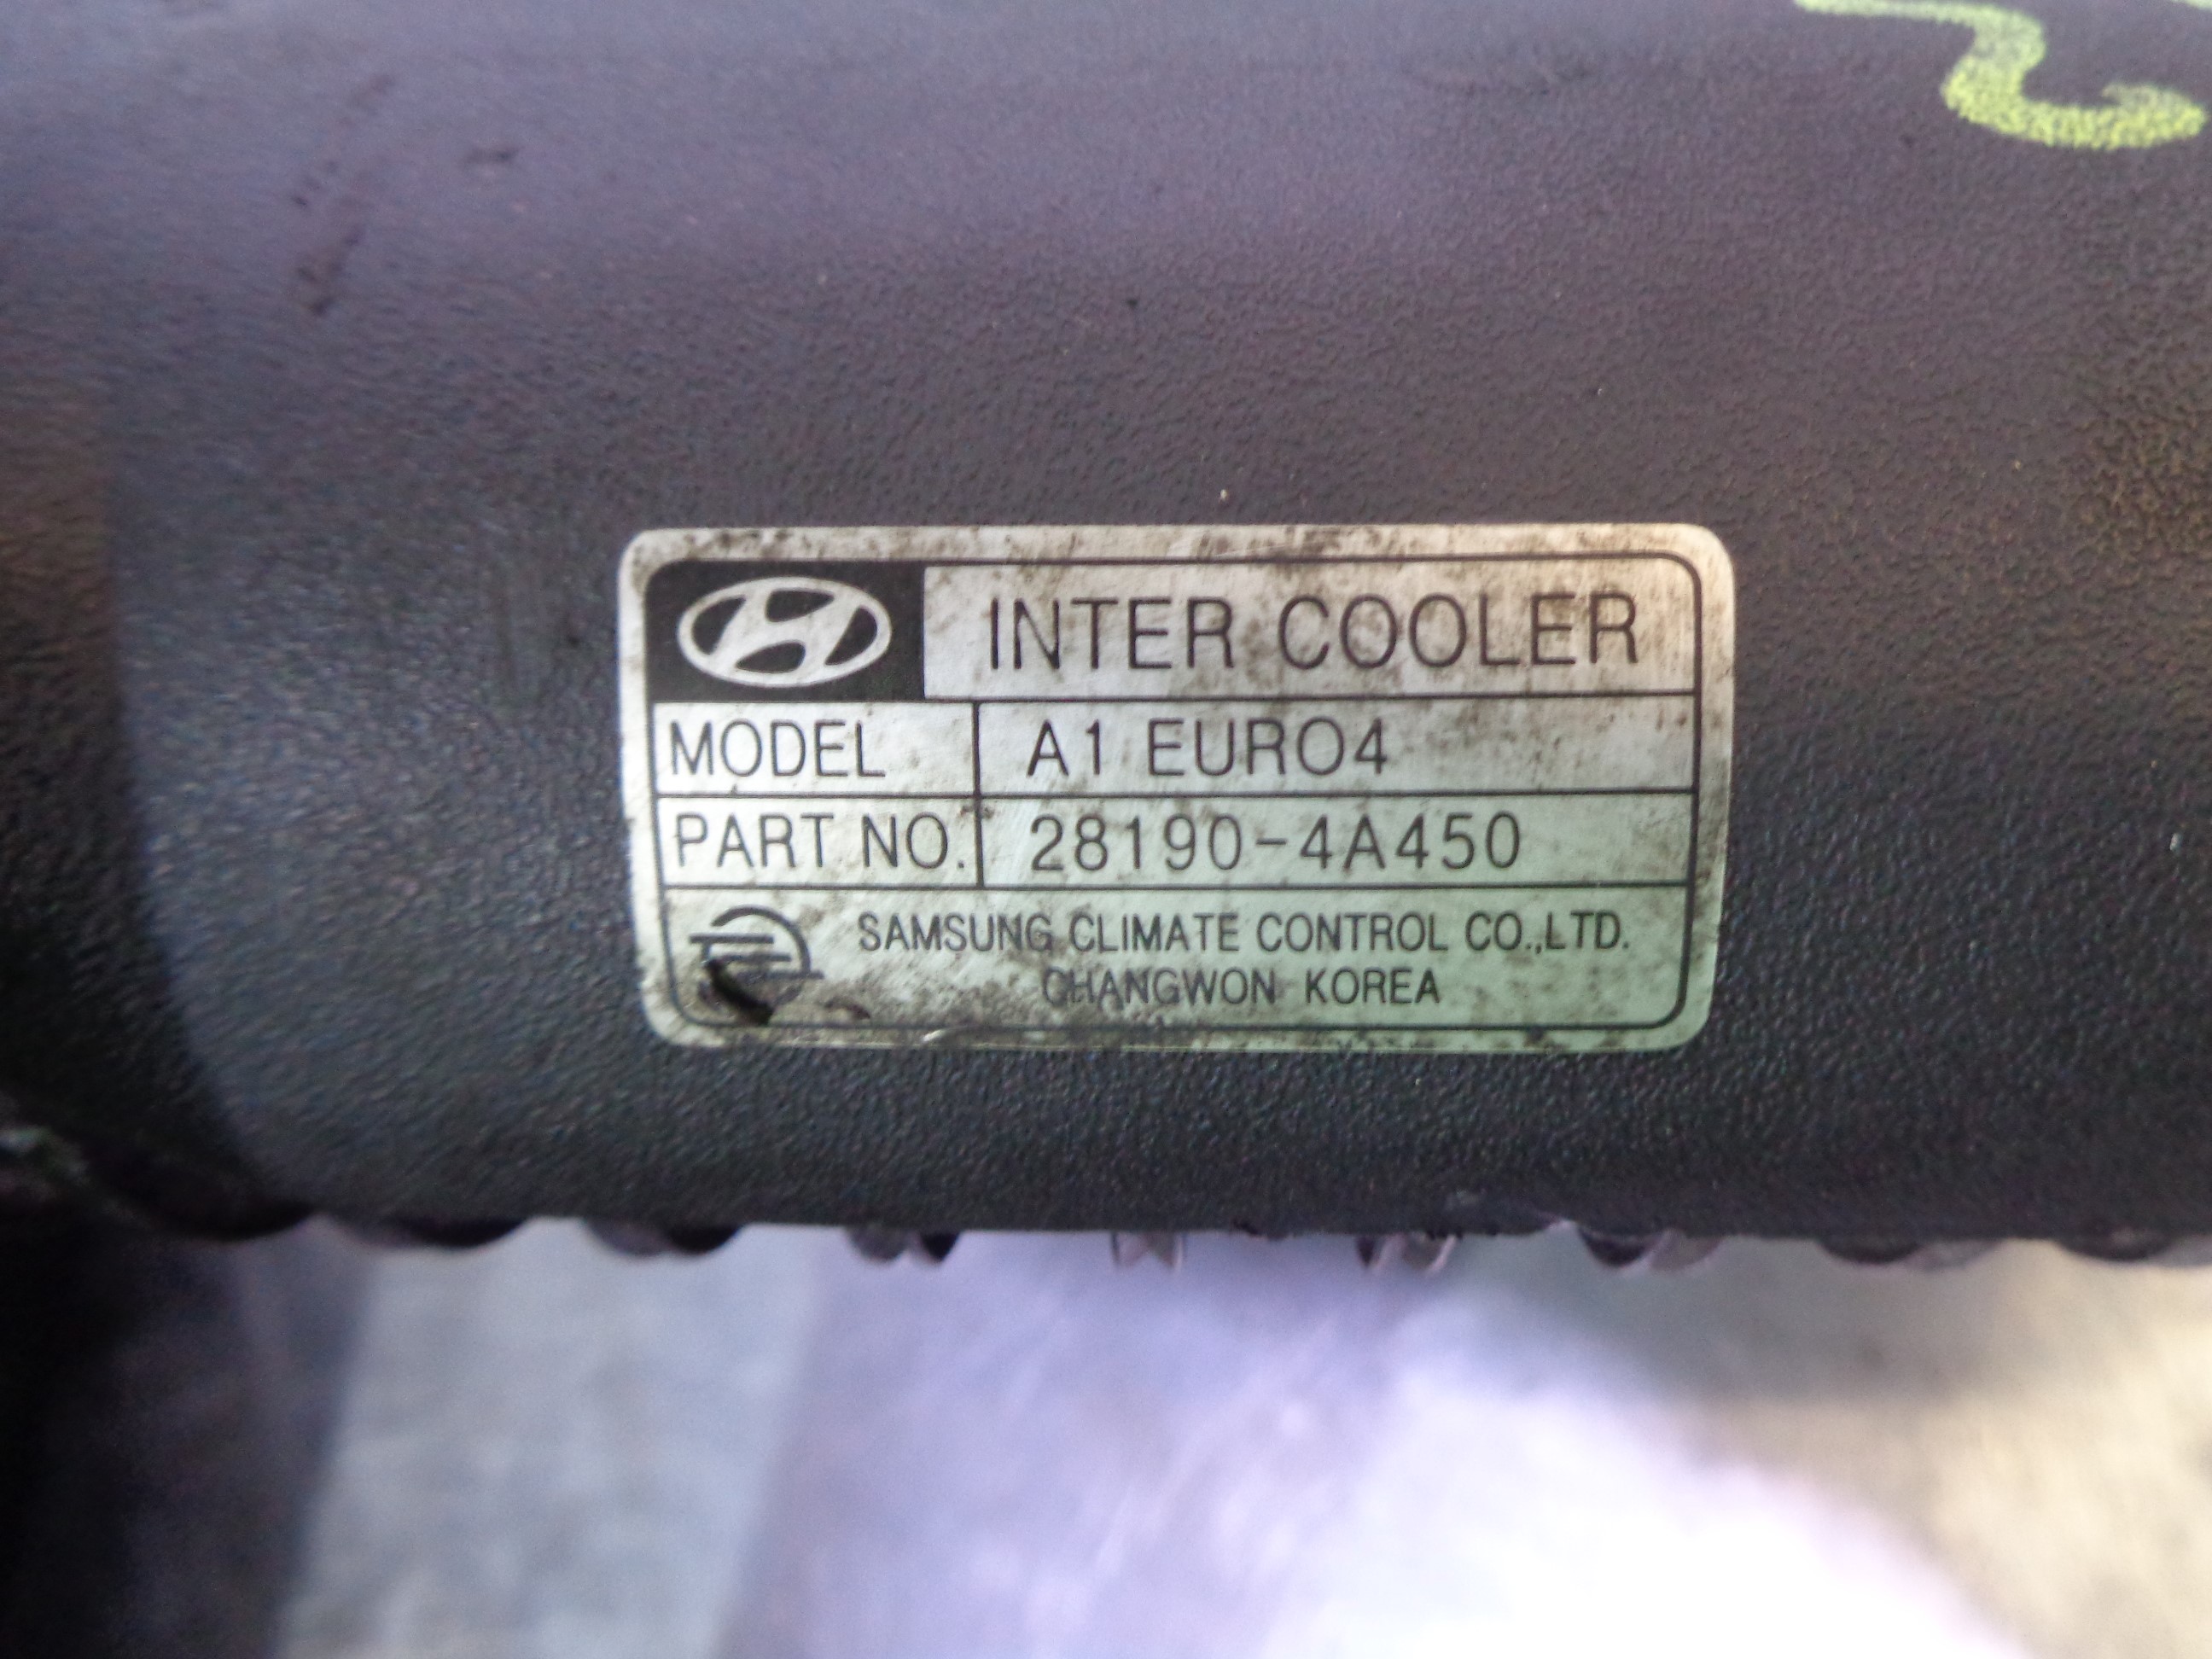 INTER COOLER
MODEL A1 EURO4
PART NO. 28190-4A450
SAMSUNG CLIMATE CONTROL CO.,LTD.
CHANGWON KOREA